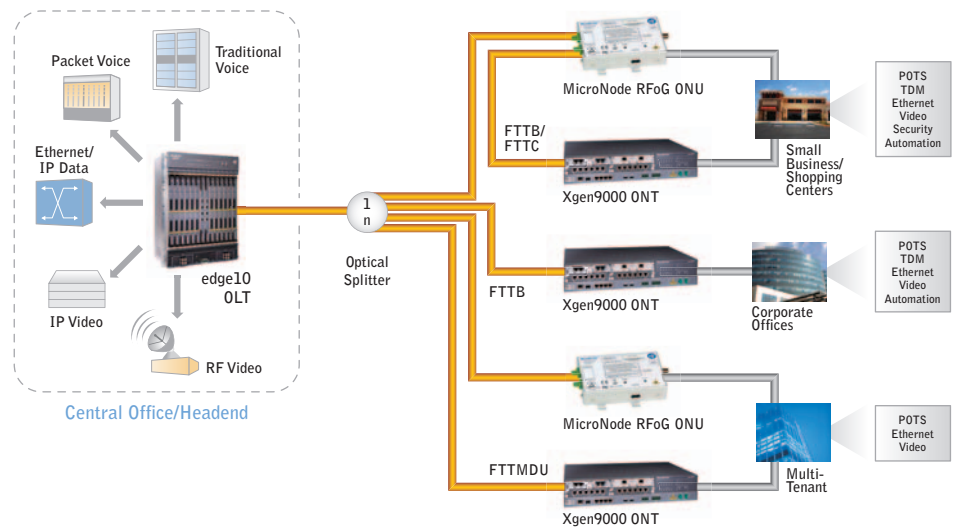 Packet Voice
Traditional
Voice
Ethernet/
IP Data
IP Video
RF Video
edge10
OLT
Central Office/Headend
1
n
Optical
Splitter
MicroNode RFoG ONU
FTTB/
FTTC
Xgen9000 ONT
Small
Business/
Shopping
Centers
POTS
TDM
Ethernet
Video
Security
Automation
FTTB
Xgen9000 ONT
Corporate
Offices
POTS
TDM
Ethernet
Video
Automation
MicroNode RFoG ONU
FTTMDU
Xgen9000 ONT
Multi-
Tenant
POTS
Ethernet
Video